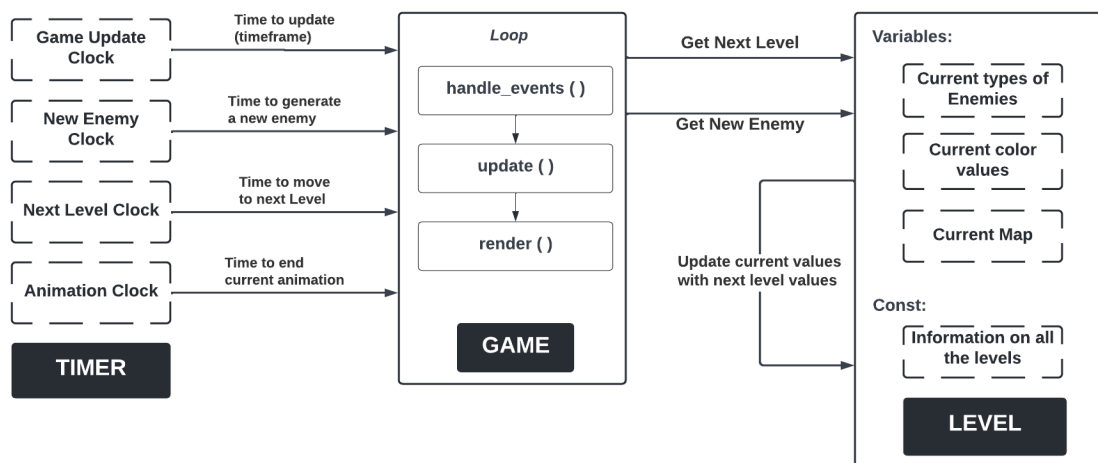 Game Update
Clock
New Enemy
Clock
Next Level Clock
Animation Clock
TIMER
Time to update
(timeframe)
Time to generate
a new enemy
Time to move
to next Level
Time to end
current animation
Loop
handle_events ( )
update ( )
render ( )
GAME
Get Next Level
Get New Enemy
Update current values
with next level values
Variables:
Current types of
Enemies
Current color
values
Current Map
Const:
Information on all
the levels
LEVEL